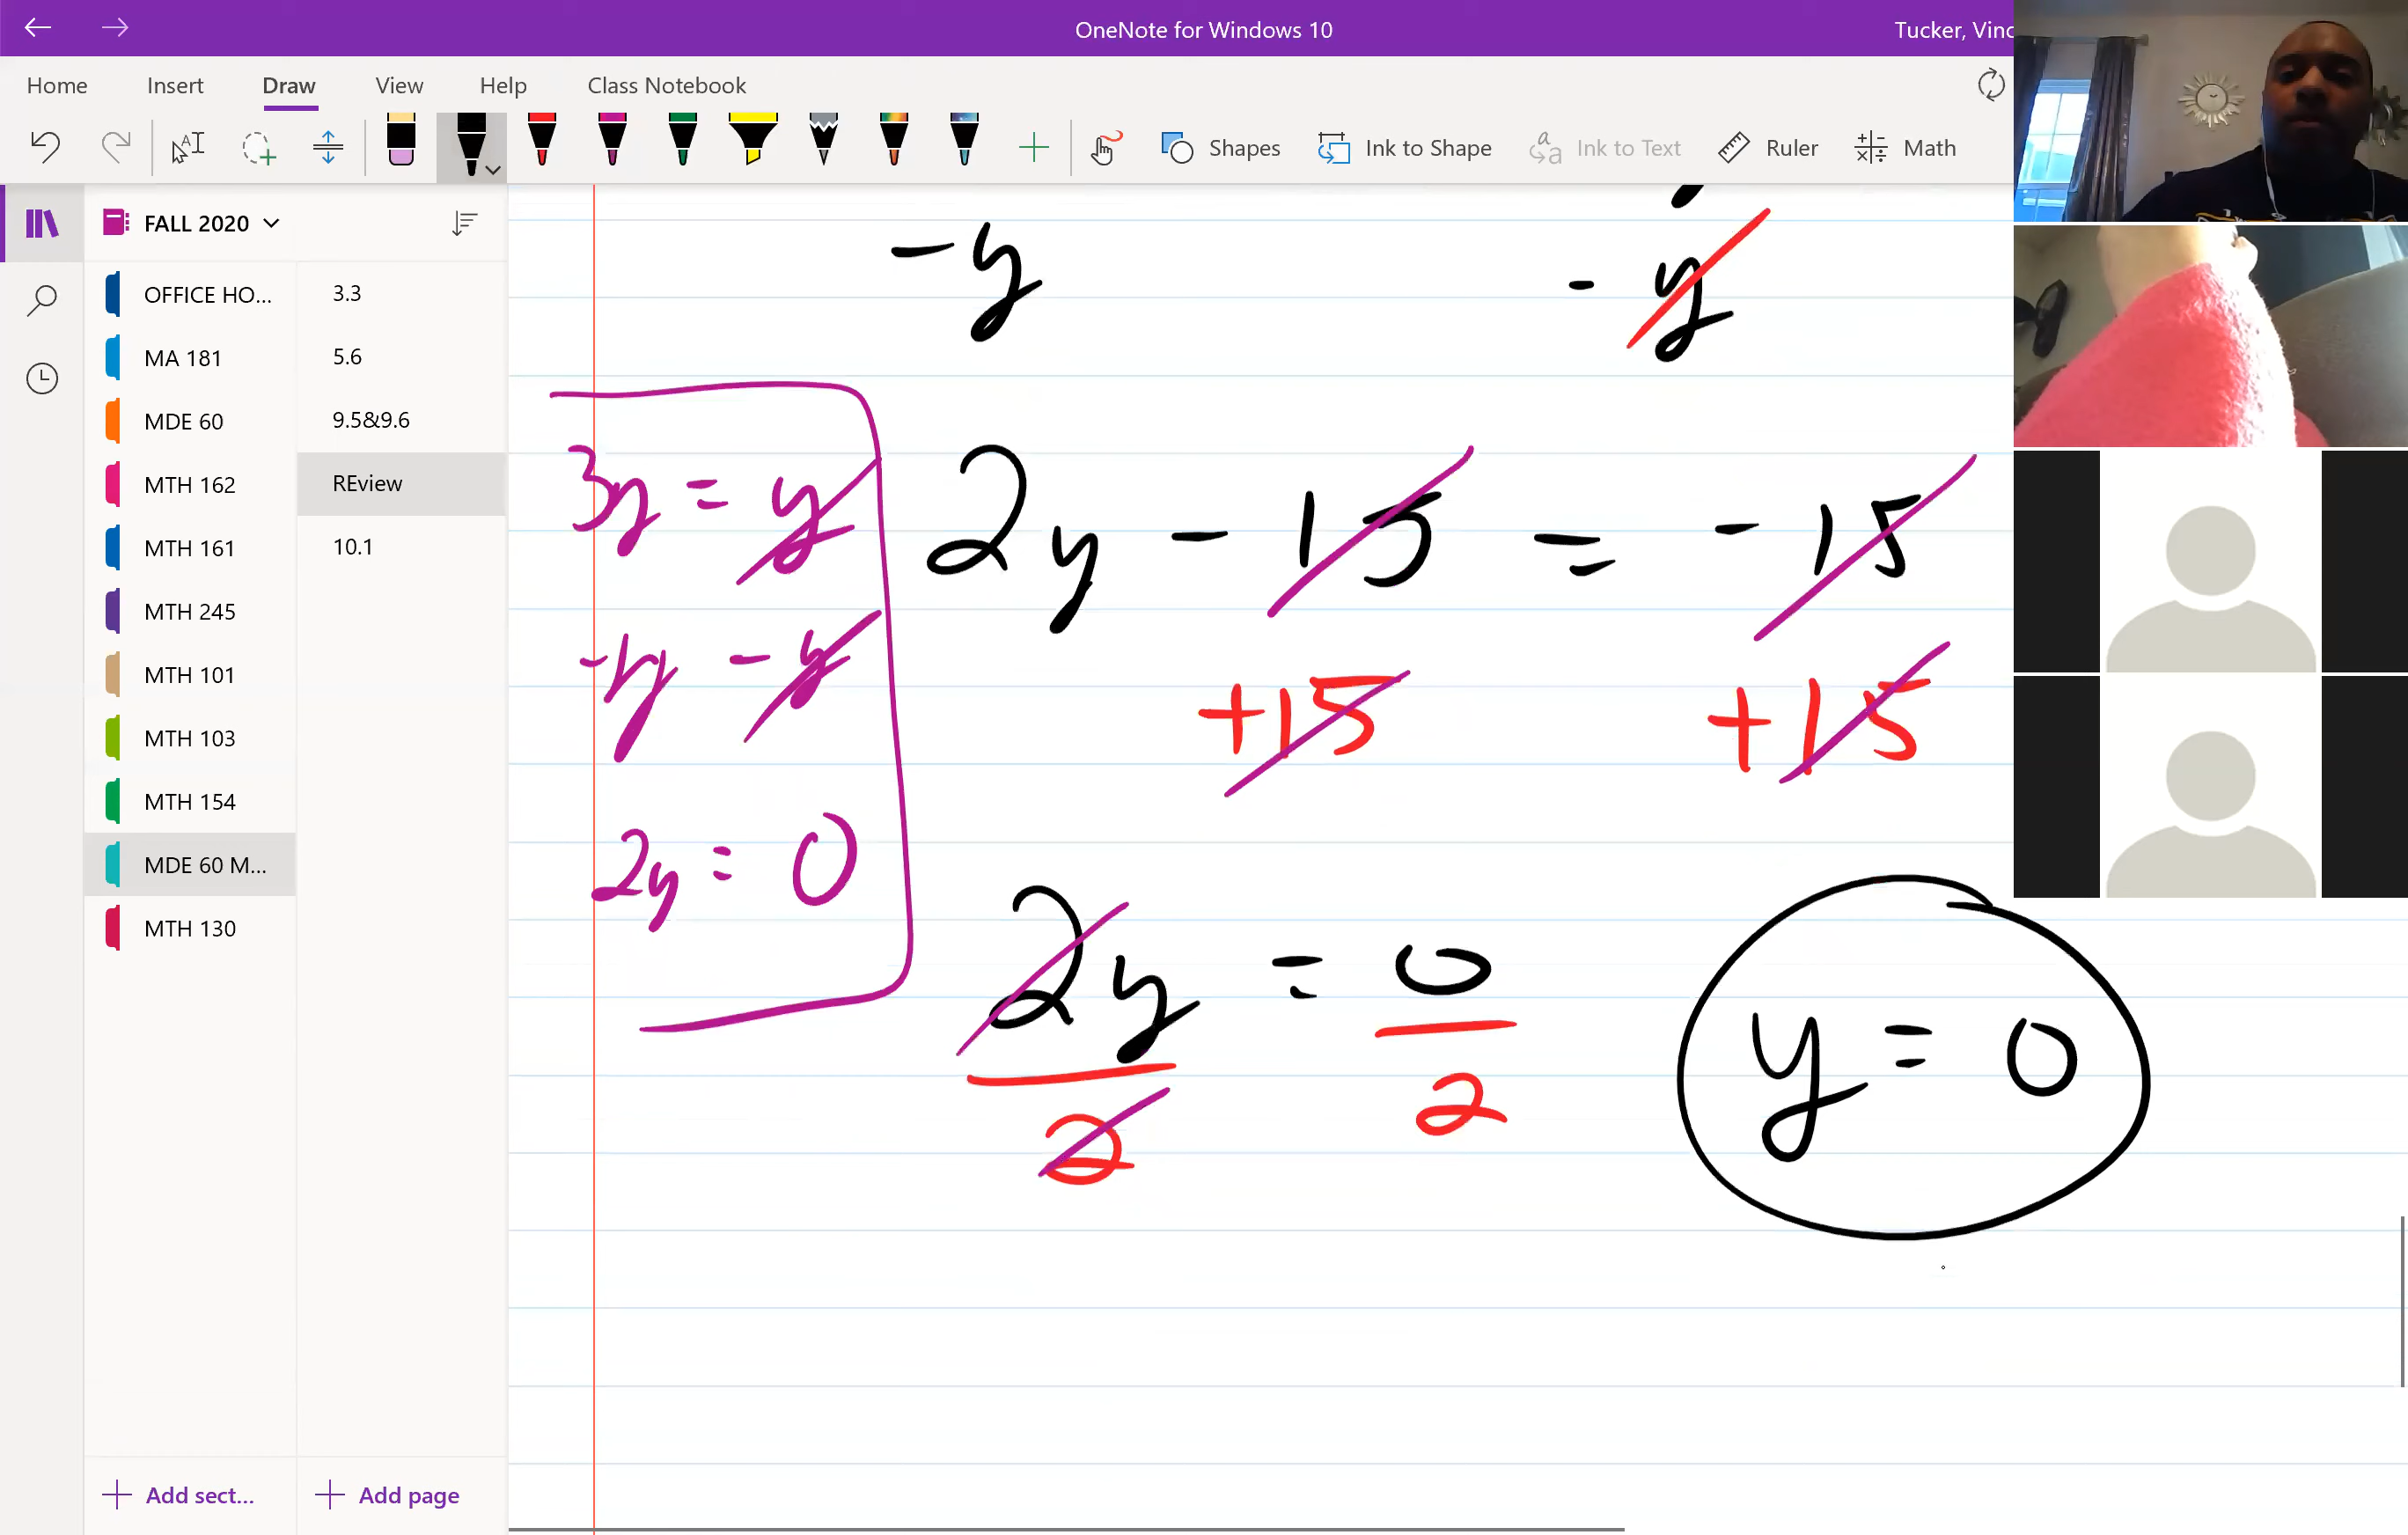 OneNote for Windows 10
Tucker, Vinc
Home Insert Draw View Help Class Notebook
Shapes Ink to Shape Ink to Text Ruler Math
FALL 2020
OFFICE HO...
MA 181
MDE 60
MTH 162
MTH 161
MTH 245
MTH 101
MTH 103
MTH 154
MDE 60 M...
MTH 130
Add sect...
3.3
5.6
9.5&9.6
REview
10.1
Add page
-y - y
3y = y
-y - y
2y = 0
2y - 15 = -15
+15 +15
2y = 0
2 2
y = 0